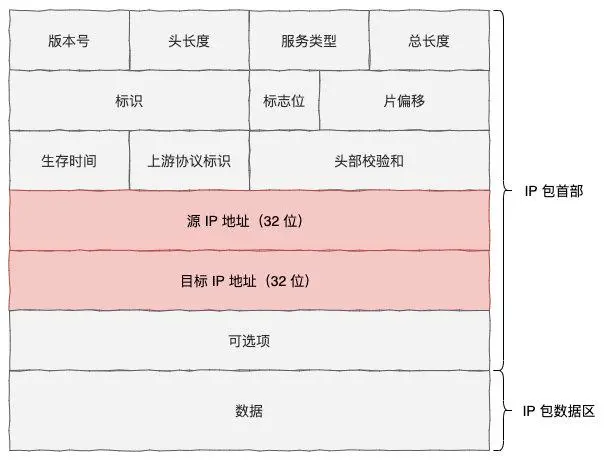 版本号
头长度
服务类型
总长度
标识
标志位
片偏移
生存时间
上游协议标识
头部校验和
源 IP 地址（32 位）
目标 IP 地址（32 位）
可选项
IP 包首部
数据
IP 包数据区